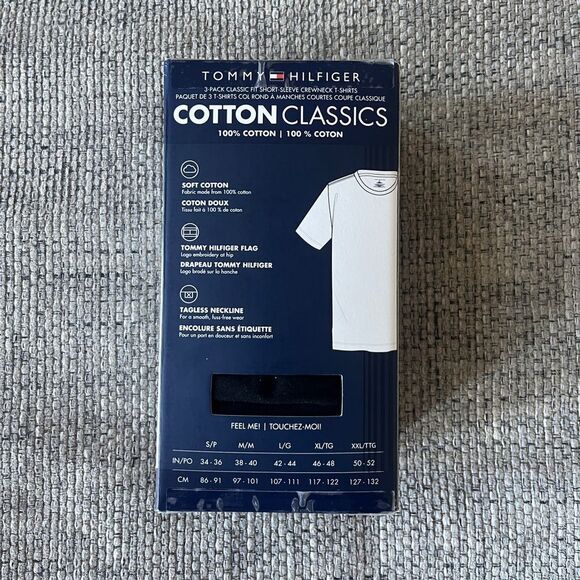 TOMMY HILFIGER
3-PACK CLASSIC FIT SHORT-SLEEVE CREWNECK T-SHIRTS
PAQUET DE 3 T-SHIRTS COL ROND À MANCHES COURTES COUPE CLASSIQUE
COTTON CLASSICS
100% COTTON | 100 % COTON
SOFT COTTON
Fabric made from 100% cotton
COTON DOUX
Tissu fait à 100 % de coton
TOMMY HILFIGER FLAG
Logo embroidery at hip
DRAPEAU TOMMY HILFIGER
Logo brodé sur la hanche
TAGLESS NECKLINE
For a smooth, fuss-free wear
ENCOLURE SANS ÉTIQUETTE
Pour un port en douceur et sans inconfort
FEEL ME! | TOUCHEZ-MOI!
S/P M/M L/G XL/TG XXL/TTG
IN/PO 34 - 36 38 - 40 42 - 44 46 - 48 50 - 52
CM 86 - 91 97 - 101 107 - 111 117 - 122 127 - 132